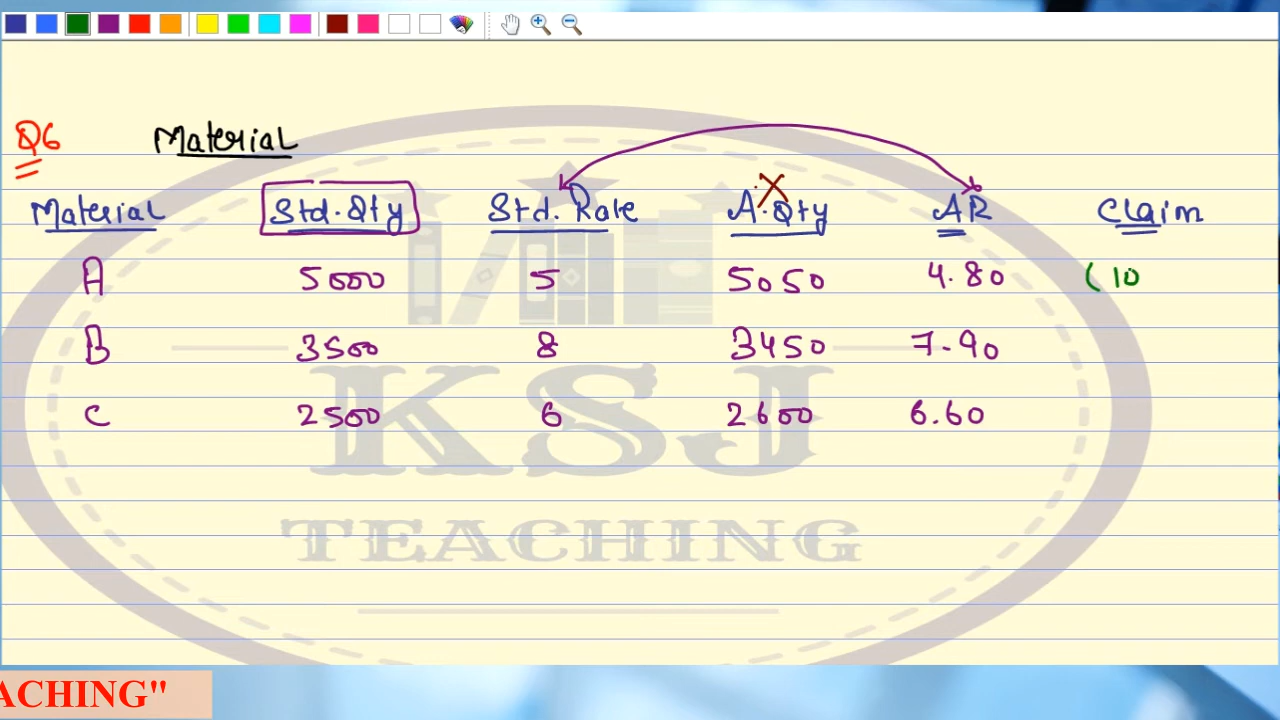 Q6 Material
Material Std. Qty Std. Rate A. Qty AR Claim
A 5000 5 5050 4.80 (10
B 3500 8 3450 7.90
C 2500 6 2600 6.60
KSJ
TEACHING
ACHING"